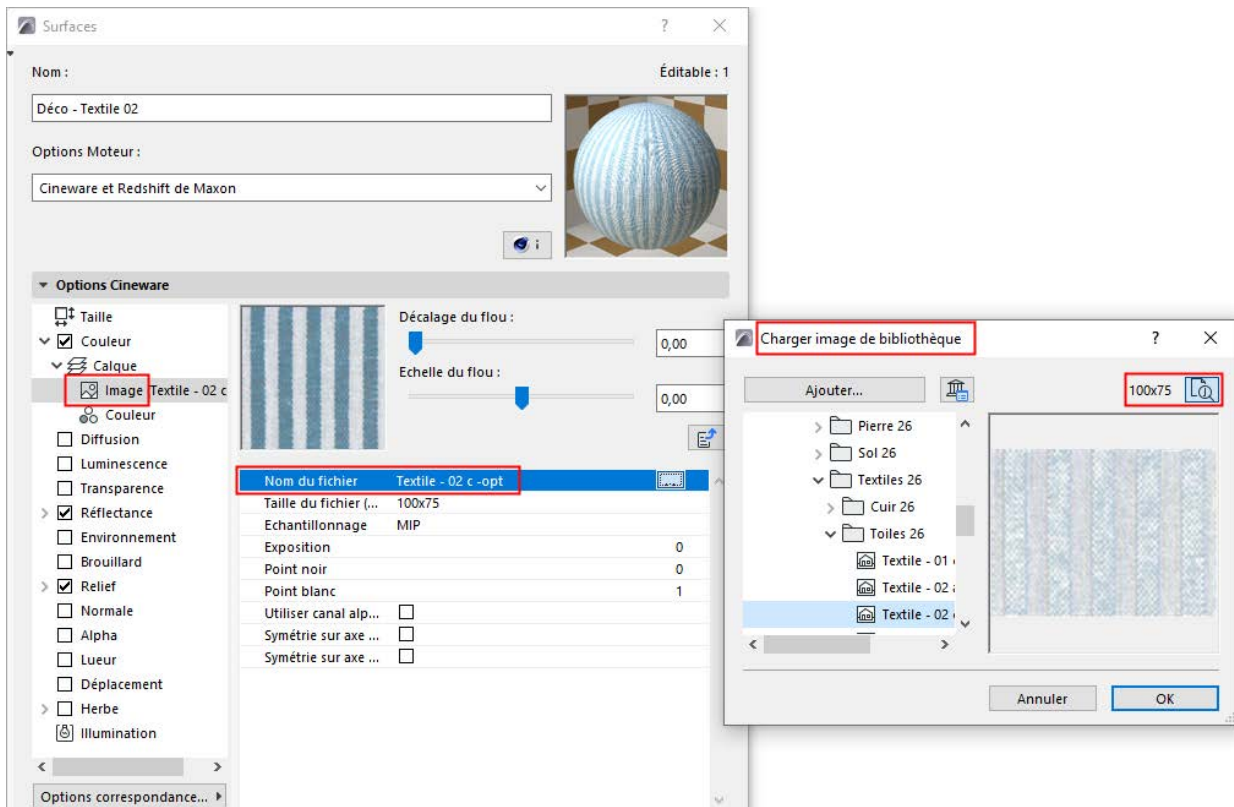 Surfaces
Nom :
Éditable : 1
Déco - Textile 02
Options Moteur :
Cineware et Redshift de Maxon
i
Options Cineware
Taille
Couleur
Calque
Image Textile - 02 c
Couleur
Diffusion
Luminescence
Transparence
Réflectance
Environnement
Brouillard
Relief
Normale
Alpha
Lueur
Déplacement
Herbe
Illumination
Options correspondance...
Décalage du flou :
0,00
Echelle du flou :
0,00
Nom du fichier Textile - 02 c -opt ...
Taille du fichier (... 100x75
Echantillonnage MIP
Exposition 0
Point noir 0
Point blanc 1
Utiliser canal alp...
Symétrie sur axe ...
Symétrie sur axe ...
Charger image de bibliothèque
Ajouter...
100x75
Pierre 26
Sol 26
Textiles 26
Cuir 26
Toiles 26
Textile - 01
Textile - 02
Textile - 02
Annuler
OK